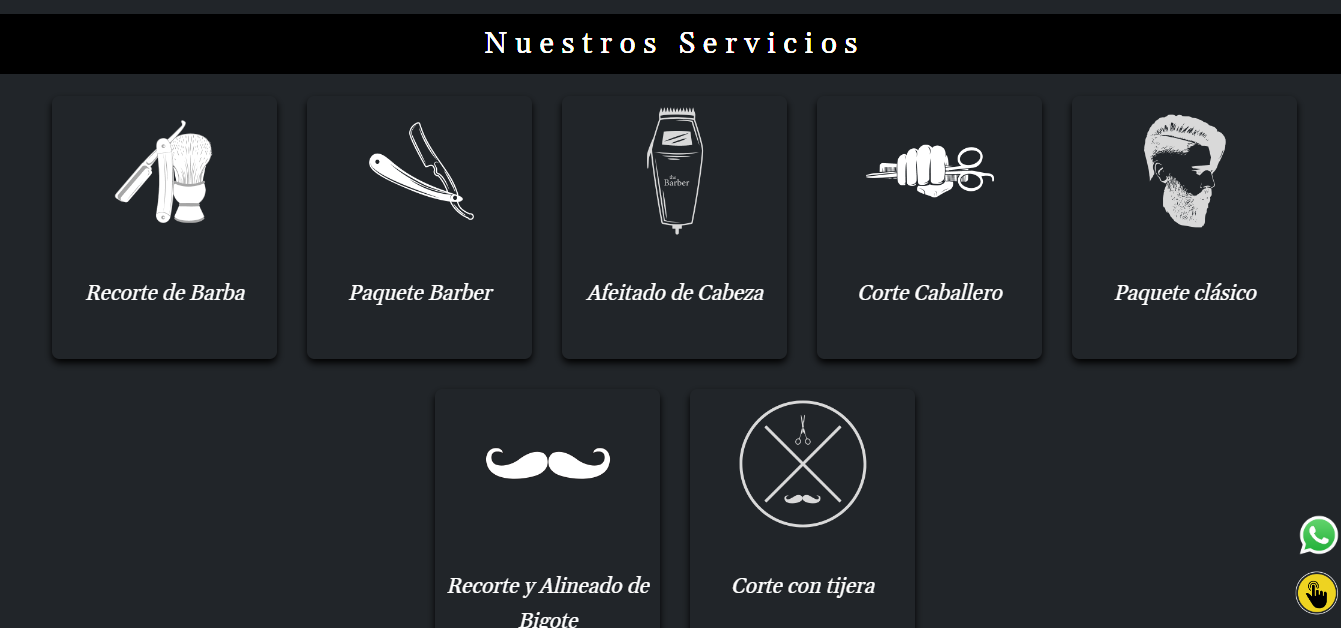 Nuestros Servicios
the
Barber
Recorte de Barba
Paquete Barber
Afeitado de Cabeza
Corte Caballero
Paquete clásico
Recorte y Alineado de
Bigote
Corte con tijera